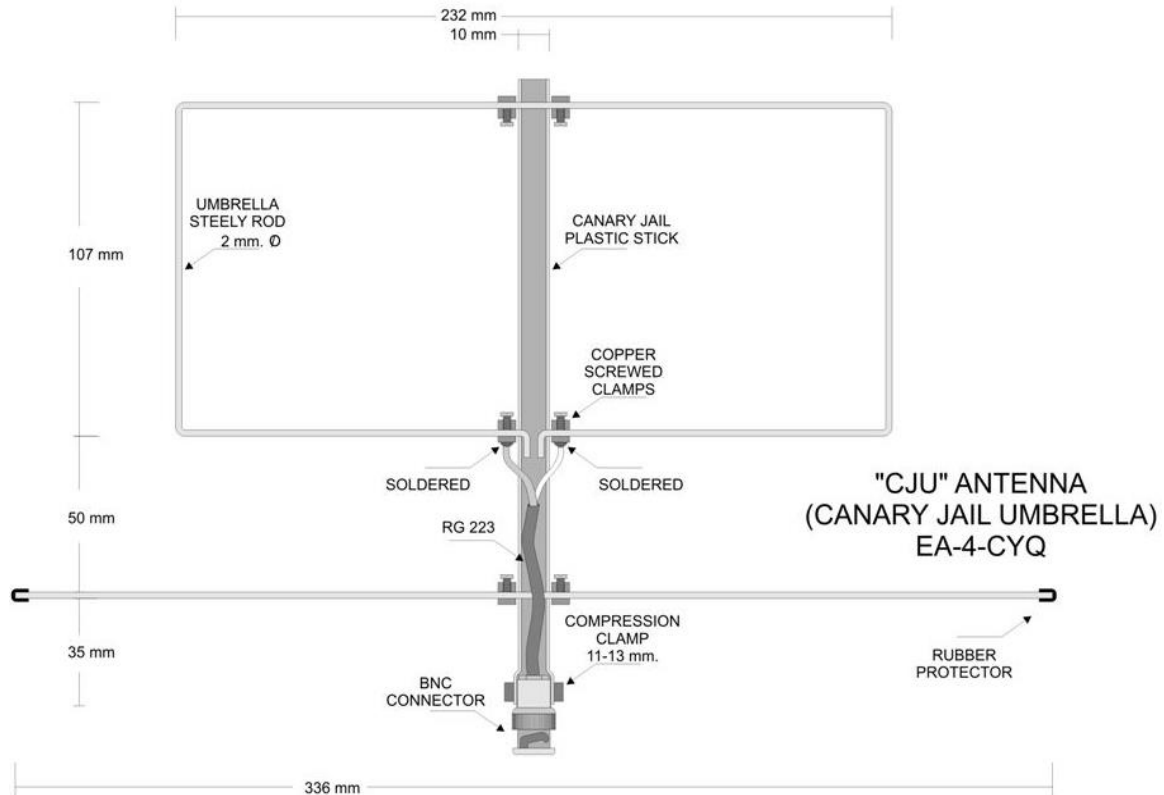 232 mm
10 mm
UMBRELLA
STEELY ROD
2 mm. Ø
CANARY JAIL
PLASTIC STICK
107 mm
COPPER
SCREWED
CLAMPS
SOLDERED
SOLDERED
"CJU" ANTENNA
(CANARY JAIL UMBRELLA)
EA-4-CYQ
50 mm
RG 223
COMPRESSION
CLAMP
11-13 mm.
35 mm
RUBBER
PROTECTOR
BNC
CONNECTOR
336 mm